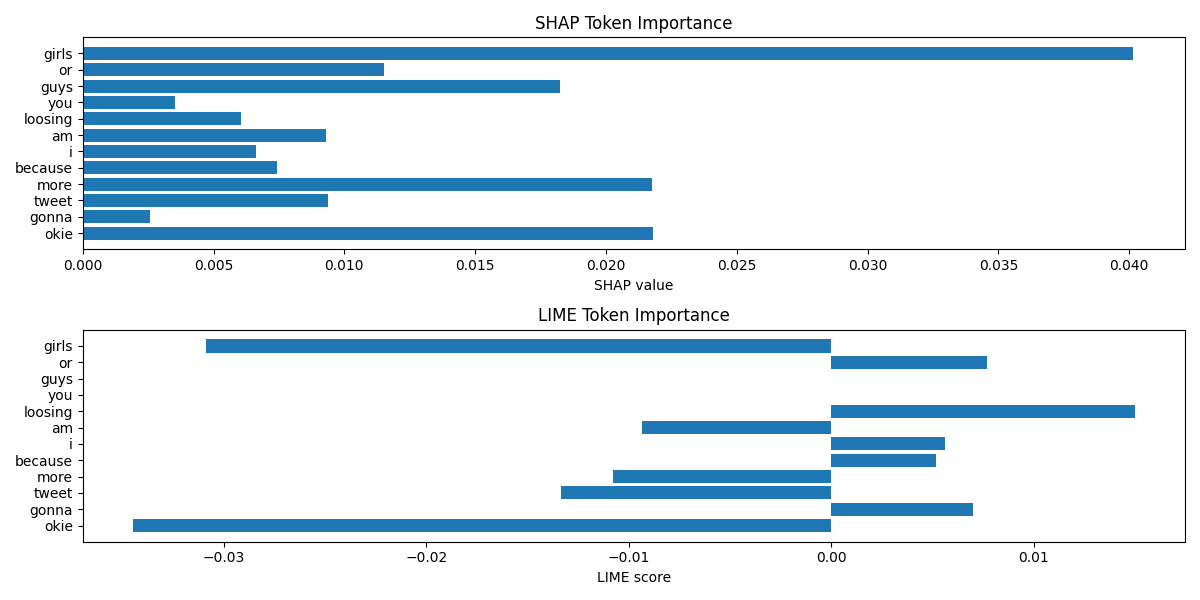 SHAP Token Importance
girls
or
guys
you
loosing
am
i
because
more
tweet
gonna
okie
0.000 0.005 0.010 0.015 0.020 0.025 0.030 0.035 0.040
SHAP value
LIME Token Importance
girls
or
guys
you
loosing
am
i
because
more
tweet
gonna
okie
−0.03 −0.02 −0.01 0.00 0.01
LIME score